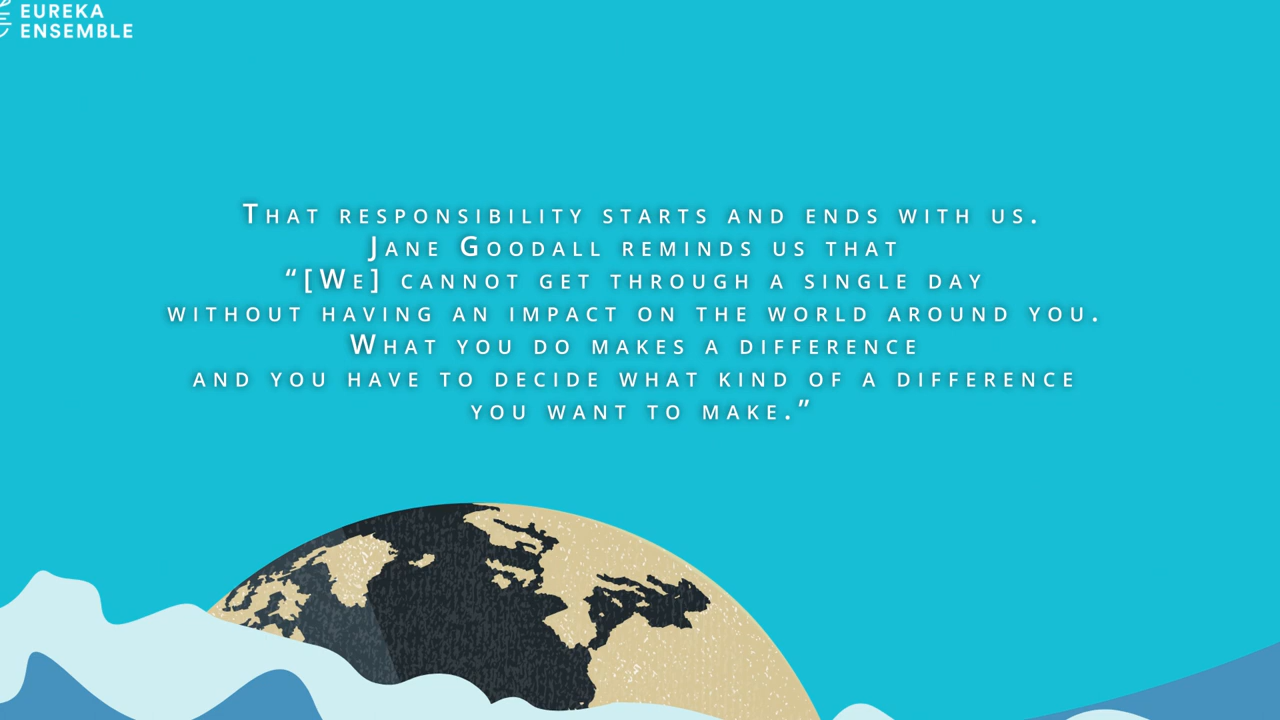 EUREKA
ENSEMBLE
That responsibility starts and ends with us.
Jane Goodall reminds us that
“[We] cannot get through a single day
without having an impact on the world around you.
What you do makes a difference
and you have to decide what kind of a difference
you want to make.”